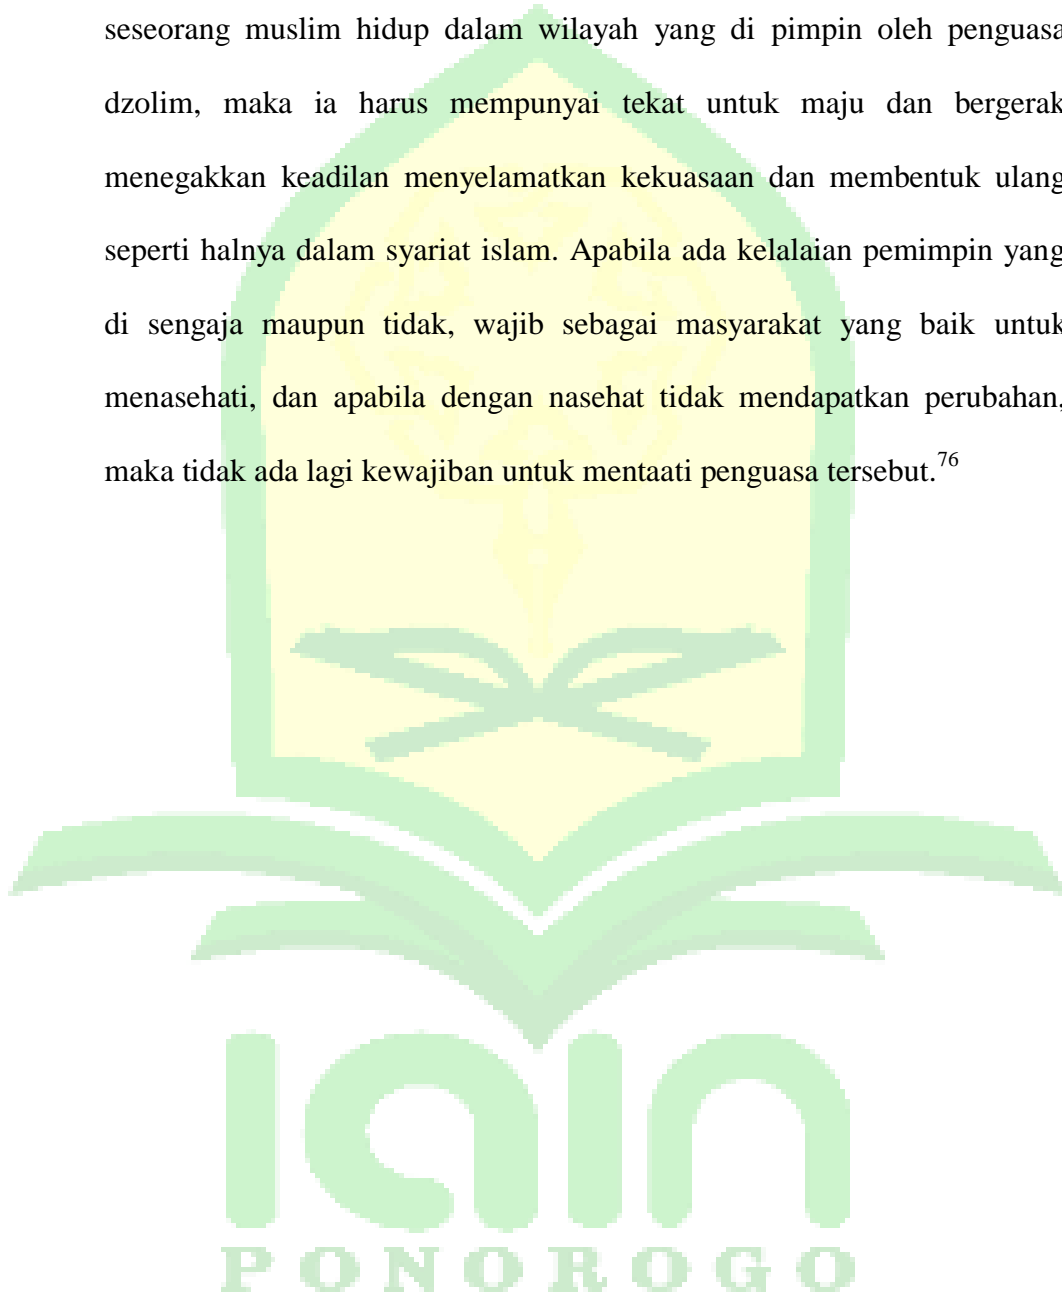 seseorang muslim hidup dalam wilayah yang di pimpin oleh penguasa
dzolim, maka ia harus mempunyai tekat untuk maju dan bergerak
menegakkan keadilan menyelamatkan kekuasaan dan membentuk ulang
seperti halnya dalam syariat islam. Apabila ada kelalaian pemimpin yang
di sengaja maupun tidak, wajib sebagai masyarakat yang baik untuk
menasehati, dan apabila dengan nasehat tidak mendapatkan perubahan,
maka tidak ada lagi kewajiban untuk mentaati penguasa tersebut.76
iain
PONOROGO